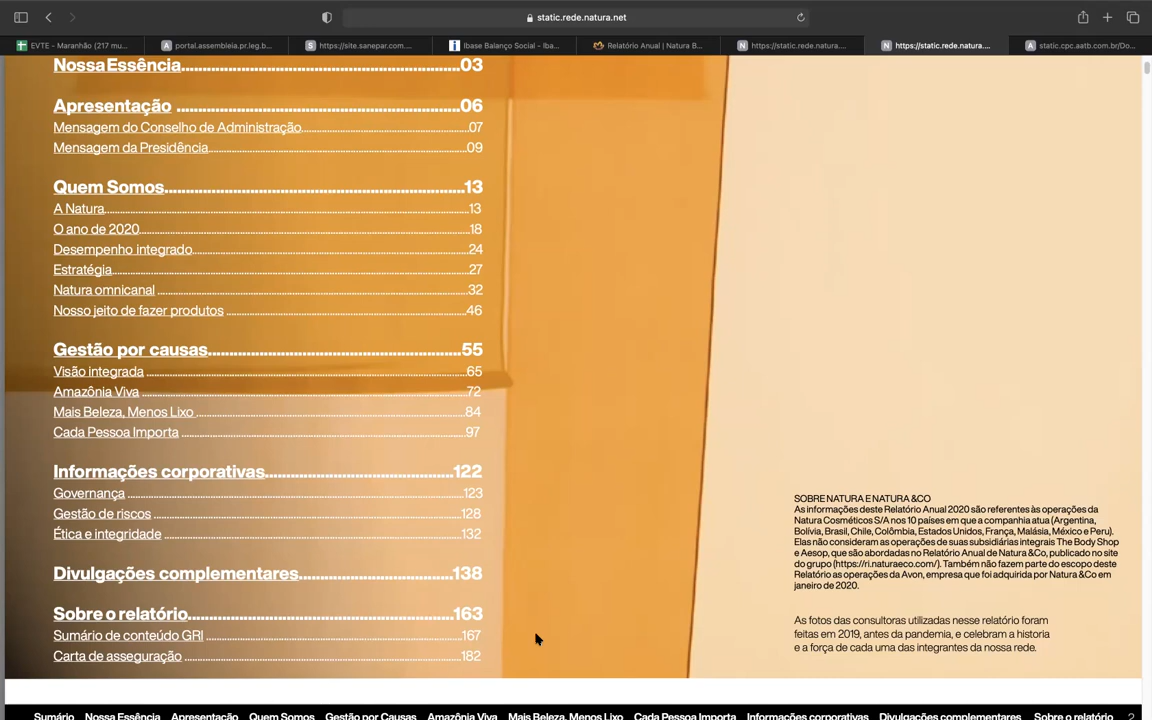 static.rede.natura.net
EVTE - Maranhão (217 mu...
portal.assembleia.pr.leg.b...
https://site.sanepar.com....
Ibase Balanço Social - Iba...
Relatório Anual | Natura B...
https://static.rede.natura....
https://static.rede.natura....
static.cpc.aatb.com.br/Do...
Nossa Essência 03
Apresentação 06
Mensagem do Conselho de Administração 07
Mensagem da Presidência 09
Quem Somos 13
A Natura 13
O ano de 2020 18
Desempenho integrado 24
Estratégia 27
Natura omnicanal 32
Nosso jeito de fazer produtos 46
Gestão por causas 55
Visão integrada 65
Amazônia Viva 72
Mais Beleza, Menos Lixo 84
Cada Pessoa Importa 97
Informações corporativas 122
Governança 123
Gestão de riscos 128
Ética e integridade 132
Divulgações complementares 138
Sobre o relatório 163
Sumário de conteúdo GRI 167
Carta de asseguração 182
SOBRE NATURA E NATURA &CO
As informações deste Relatório Anual 2020 são referentes às operações da
Natura Cosméticos S/A nos 10 países em que a companhia atua (Argentina,
Bolívia, Brasil, Chile, Colômbia, Estados Unidos, França, Malásia, México e Peru).
Elas não consideram as operações de suas subsidiárias integrais The Body Shop
e Aesop, que são abordadas no Relatório Anual de Natura &Co, publicado no site
do grupo (https://ri.naturaeco.com/). Também não fazem parte do escopo deste
Relatório as operações da Avon, empresa que foi adquirida por Natura &Co em
janeiro de 2020.
As fotos das consultoras utilizadas nesse relatório foram
feitas em 2019, antes da pandemia, e celebram a historia
e a força de cada uma das integrantes da nossa rede.
Sumário Nossa Essência Apresentação Quem Somos Gestão por Causas Amazônia Viva Mais Beleza, Menos Lixo Cada Pessoa Importa Informações corporativas Divulgações complementares Sobre o relatório 2